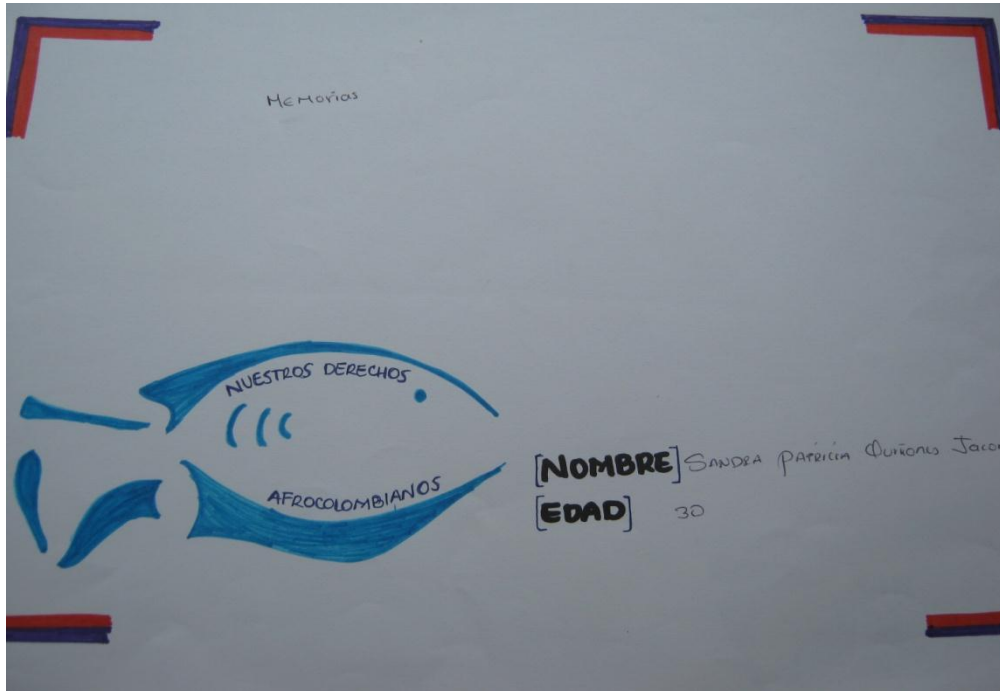 Memorias
NUESTROS DERECHOS
AFROCOLOMBIANOS
[NOMBRE] SANDRA PATRICIA Quiñones
[EDAD] 30